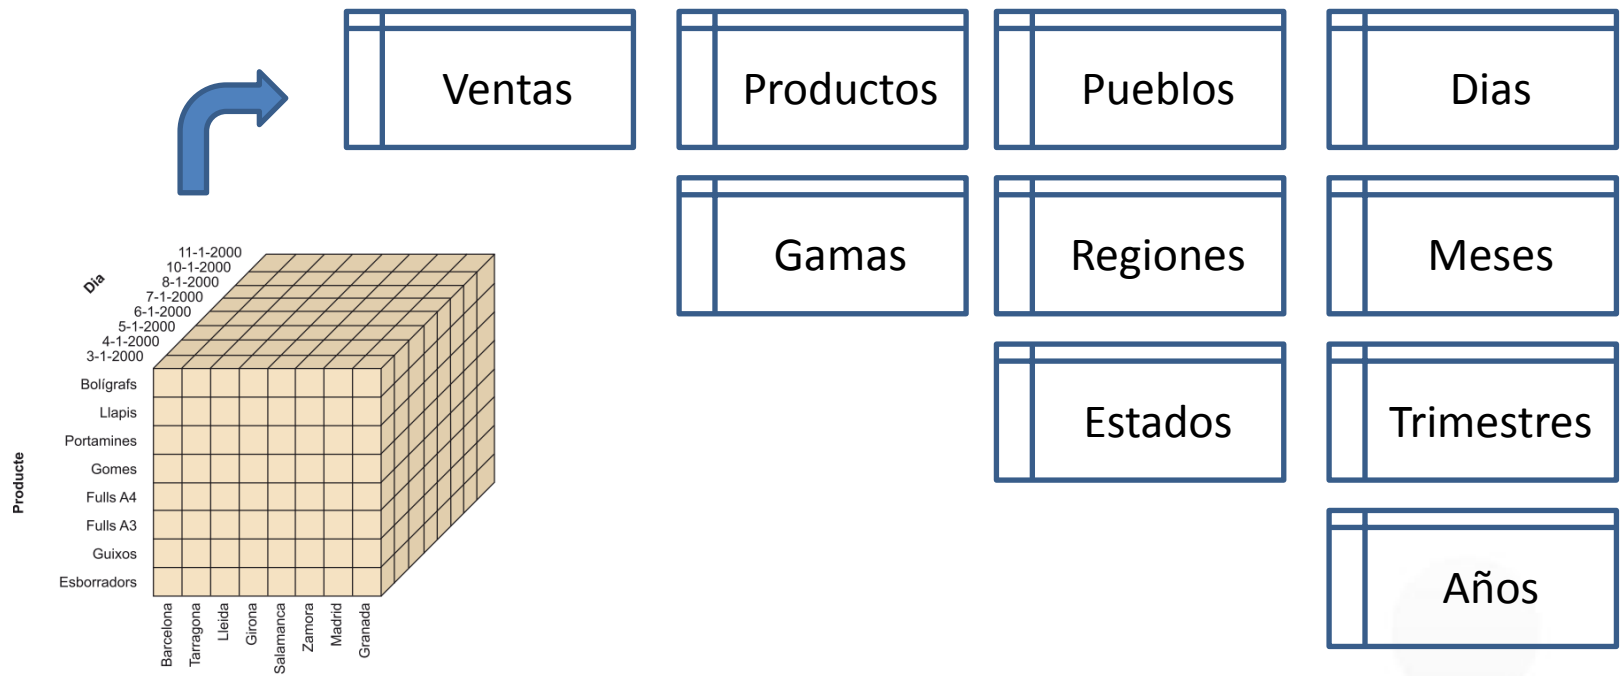 Ventas
Productos
Pueblos
Dias
Gamas
Regiones
Meses
Estados
Trimestres
Años
Dia
11-1-2000
10-1-2000
8-1-2000
7-1-2000
6-1-2000
5-1-2000
4-1-2000
3-1-2000
Producte
Bolígrafs
Llapis
Portamines
Gomes
Fulls A4
Fulls A3
Guixos
Esborradors
Barcelona
Tarragona
Lleida
Girona
Salamanca
Zamora
Madrid
Granada